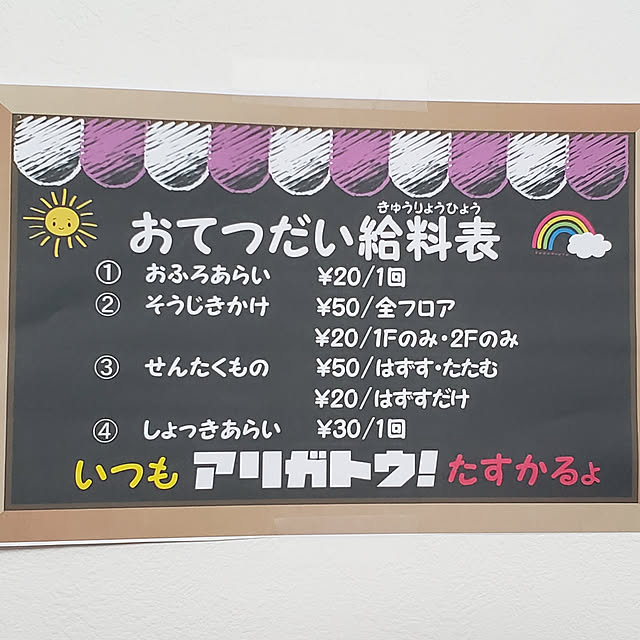 きゅうりょうひょう
おてつだい給料表
① おふろあらい ¥20/1回
② そうじきかけ ¥50/全フロア
¥20/1Fのみ・2Fのみ
③ せんたくもの ¥50/はずす・たたむ
¥20/はずすだけ
④ しょっきあらい ¥30/1回
いつも アリガトウ! たすかるょ